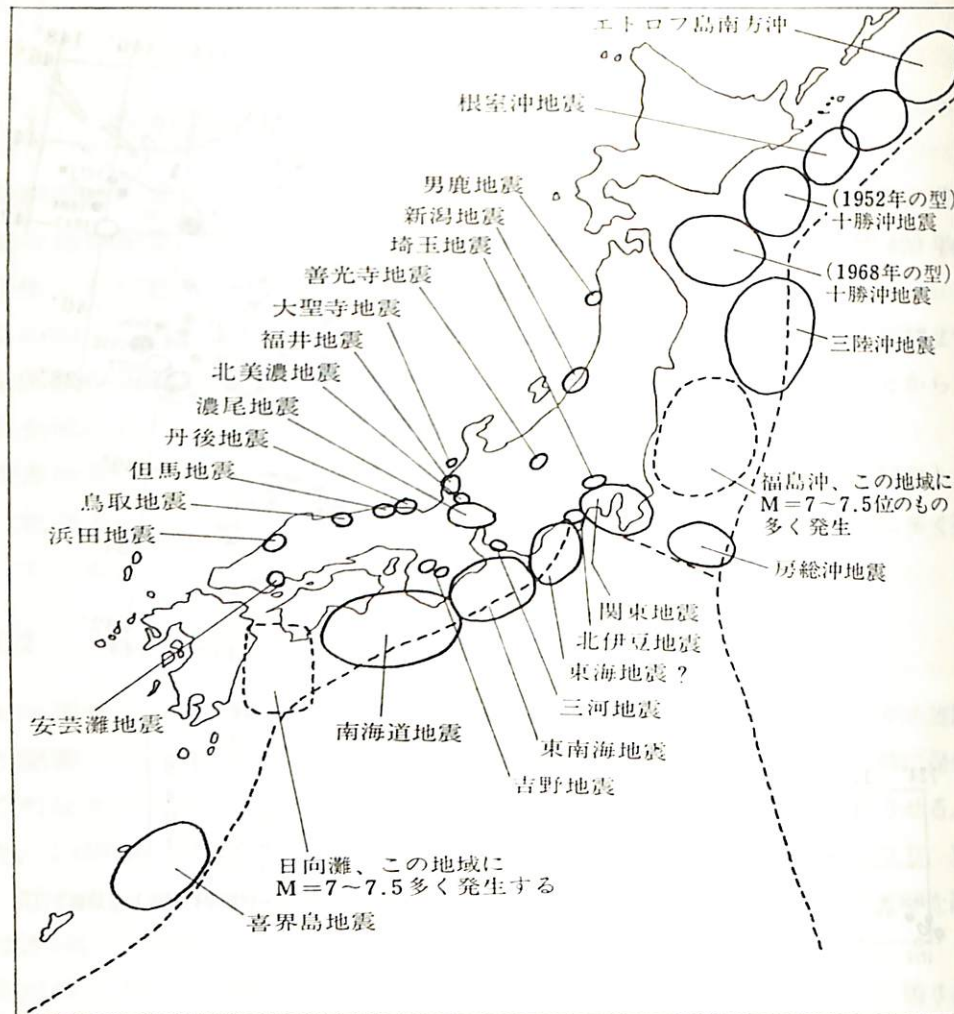 エトロフ島南方沖
根室沖地震
男鹿地震
新潟地震
埼玉地震
善光寺地震
大聖寺地震
福井地震
北美濃地震
濃尾地震
丹後地震
但馬地震
鳥取地震
浜田地震
(1952年の型)
十勝沖地震
(1968年の型)
十勝沖地震
三陸沖地震
福島沖、この地域に
M=7～7.5位のもの
多く発生
房総沖地震
関東地震
北伊豆地震
東海地震?
三河地震
東南海地震
吉野地震
南海道地震
安芸灘地震
日向灘、この地域に
M=7～7.5多く発生する
喜界島地震